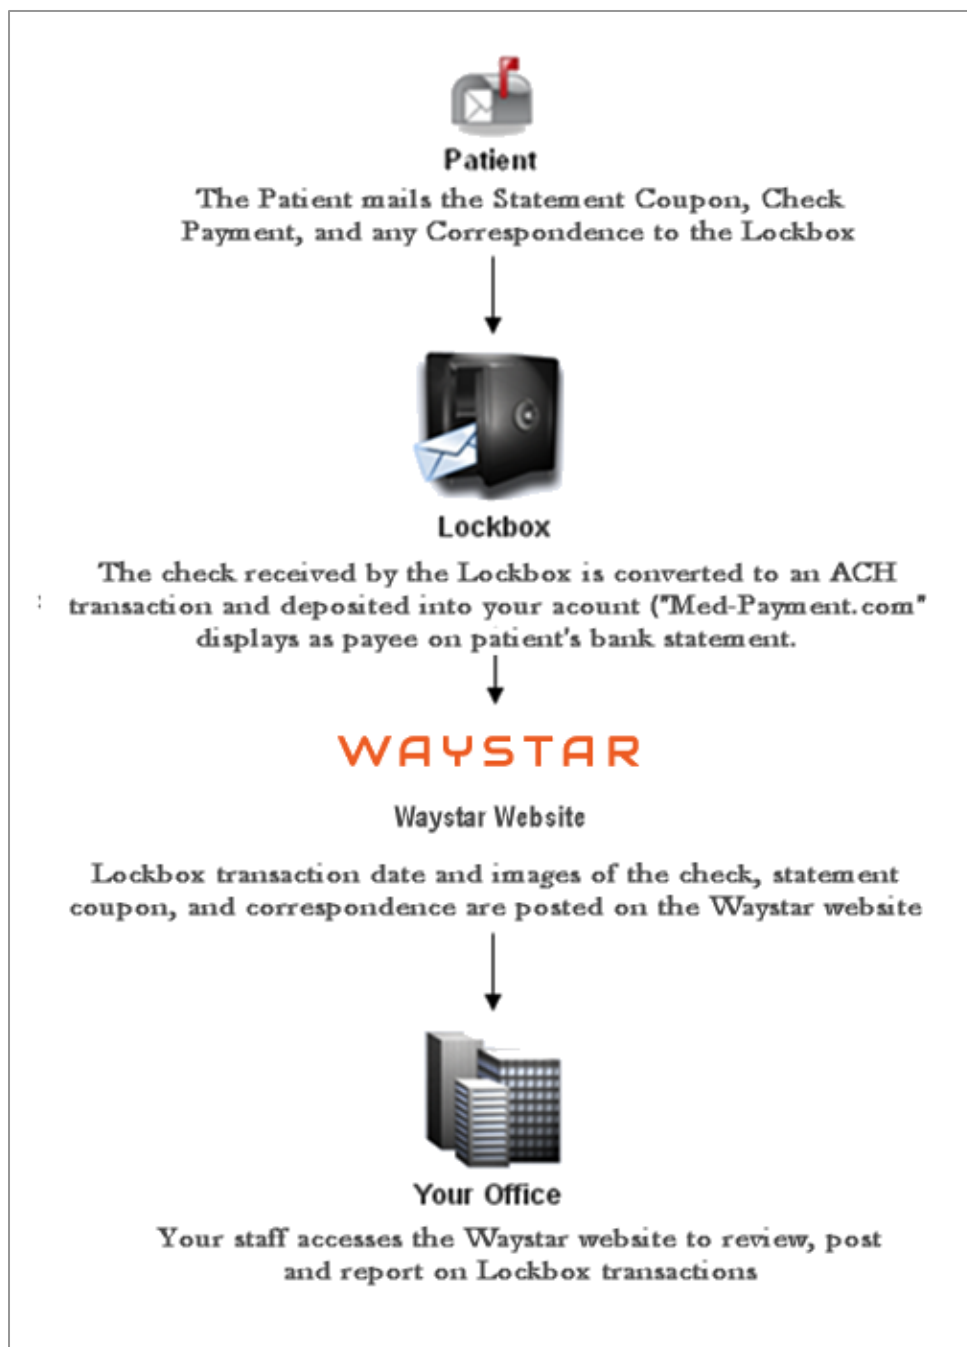 Patient
The Patient mails the Statement Coupon, Check
Payment, and any Correspondence to the Lockbox
Lockbox
The check received by the Lockbox is converted to an ACH
transaction and deposited into your acount ("Med-Payment.com"
displays as payee on patient's bank statement.
WAYSTAR
Waystar Website
Lockbox transaction date and images of the check, statement
coupon, and correspondence are posted on the Waystar website
Your Office
Your staff accesses the Waystar website to review, post
and report on Lockbox transactions